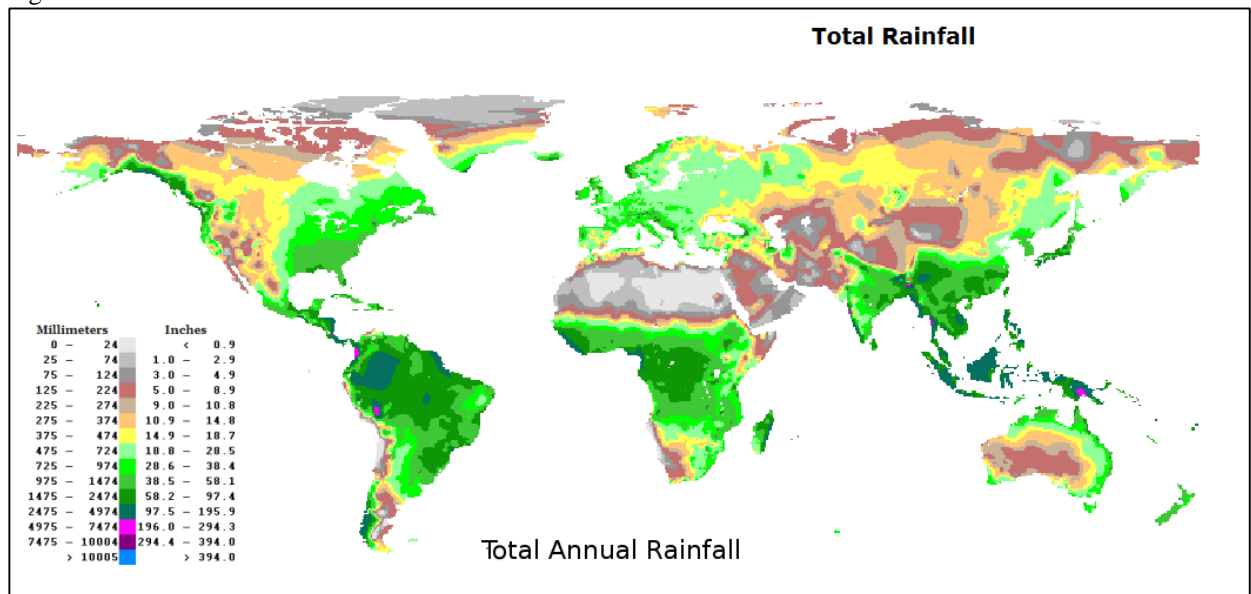 Total Rainfall
Millimeters Inches
0 – 24 < 0.9
25 – 74 1.0 – 2.9
75 – 124 3.0 – 4.9
125 – 224 5.0 – 8.9
225 – 274 9.0 – 10.8
275 – 374 10.9 – 14.8
375 – 474 14.9 – 18.7
475 – 724 18.8 – 28.5
725 – 974 28.6 – 38.4
975 – 1474 38.5 – 58.1
1475 – 2474 58.2 – 97.4
2475 – 4974 97.5 – 195.9
4975 – 7474 196.0 – 294.3
7475 – 10004 294.4 – 394.0
> 10005 > 394.0
Total Annual Rainfall